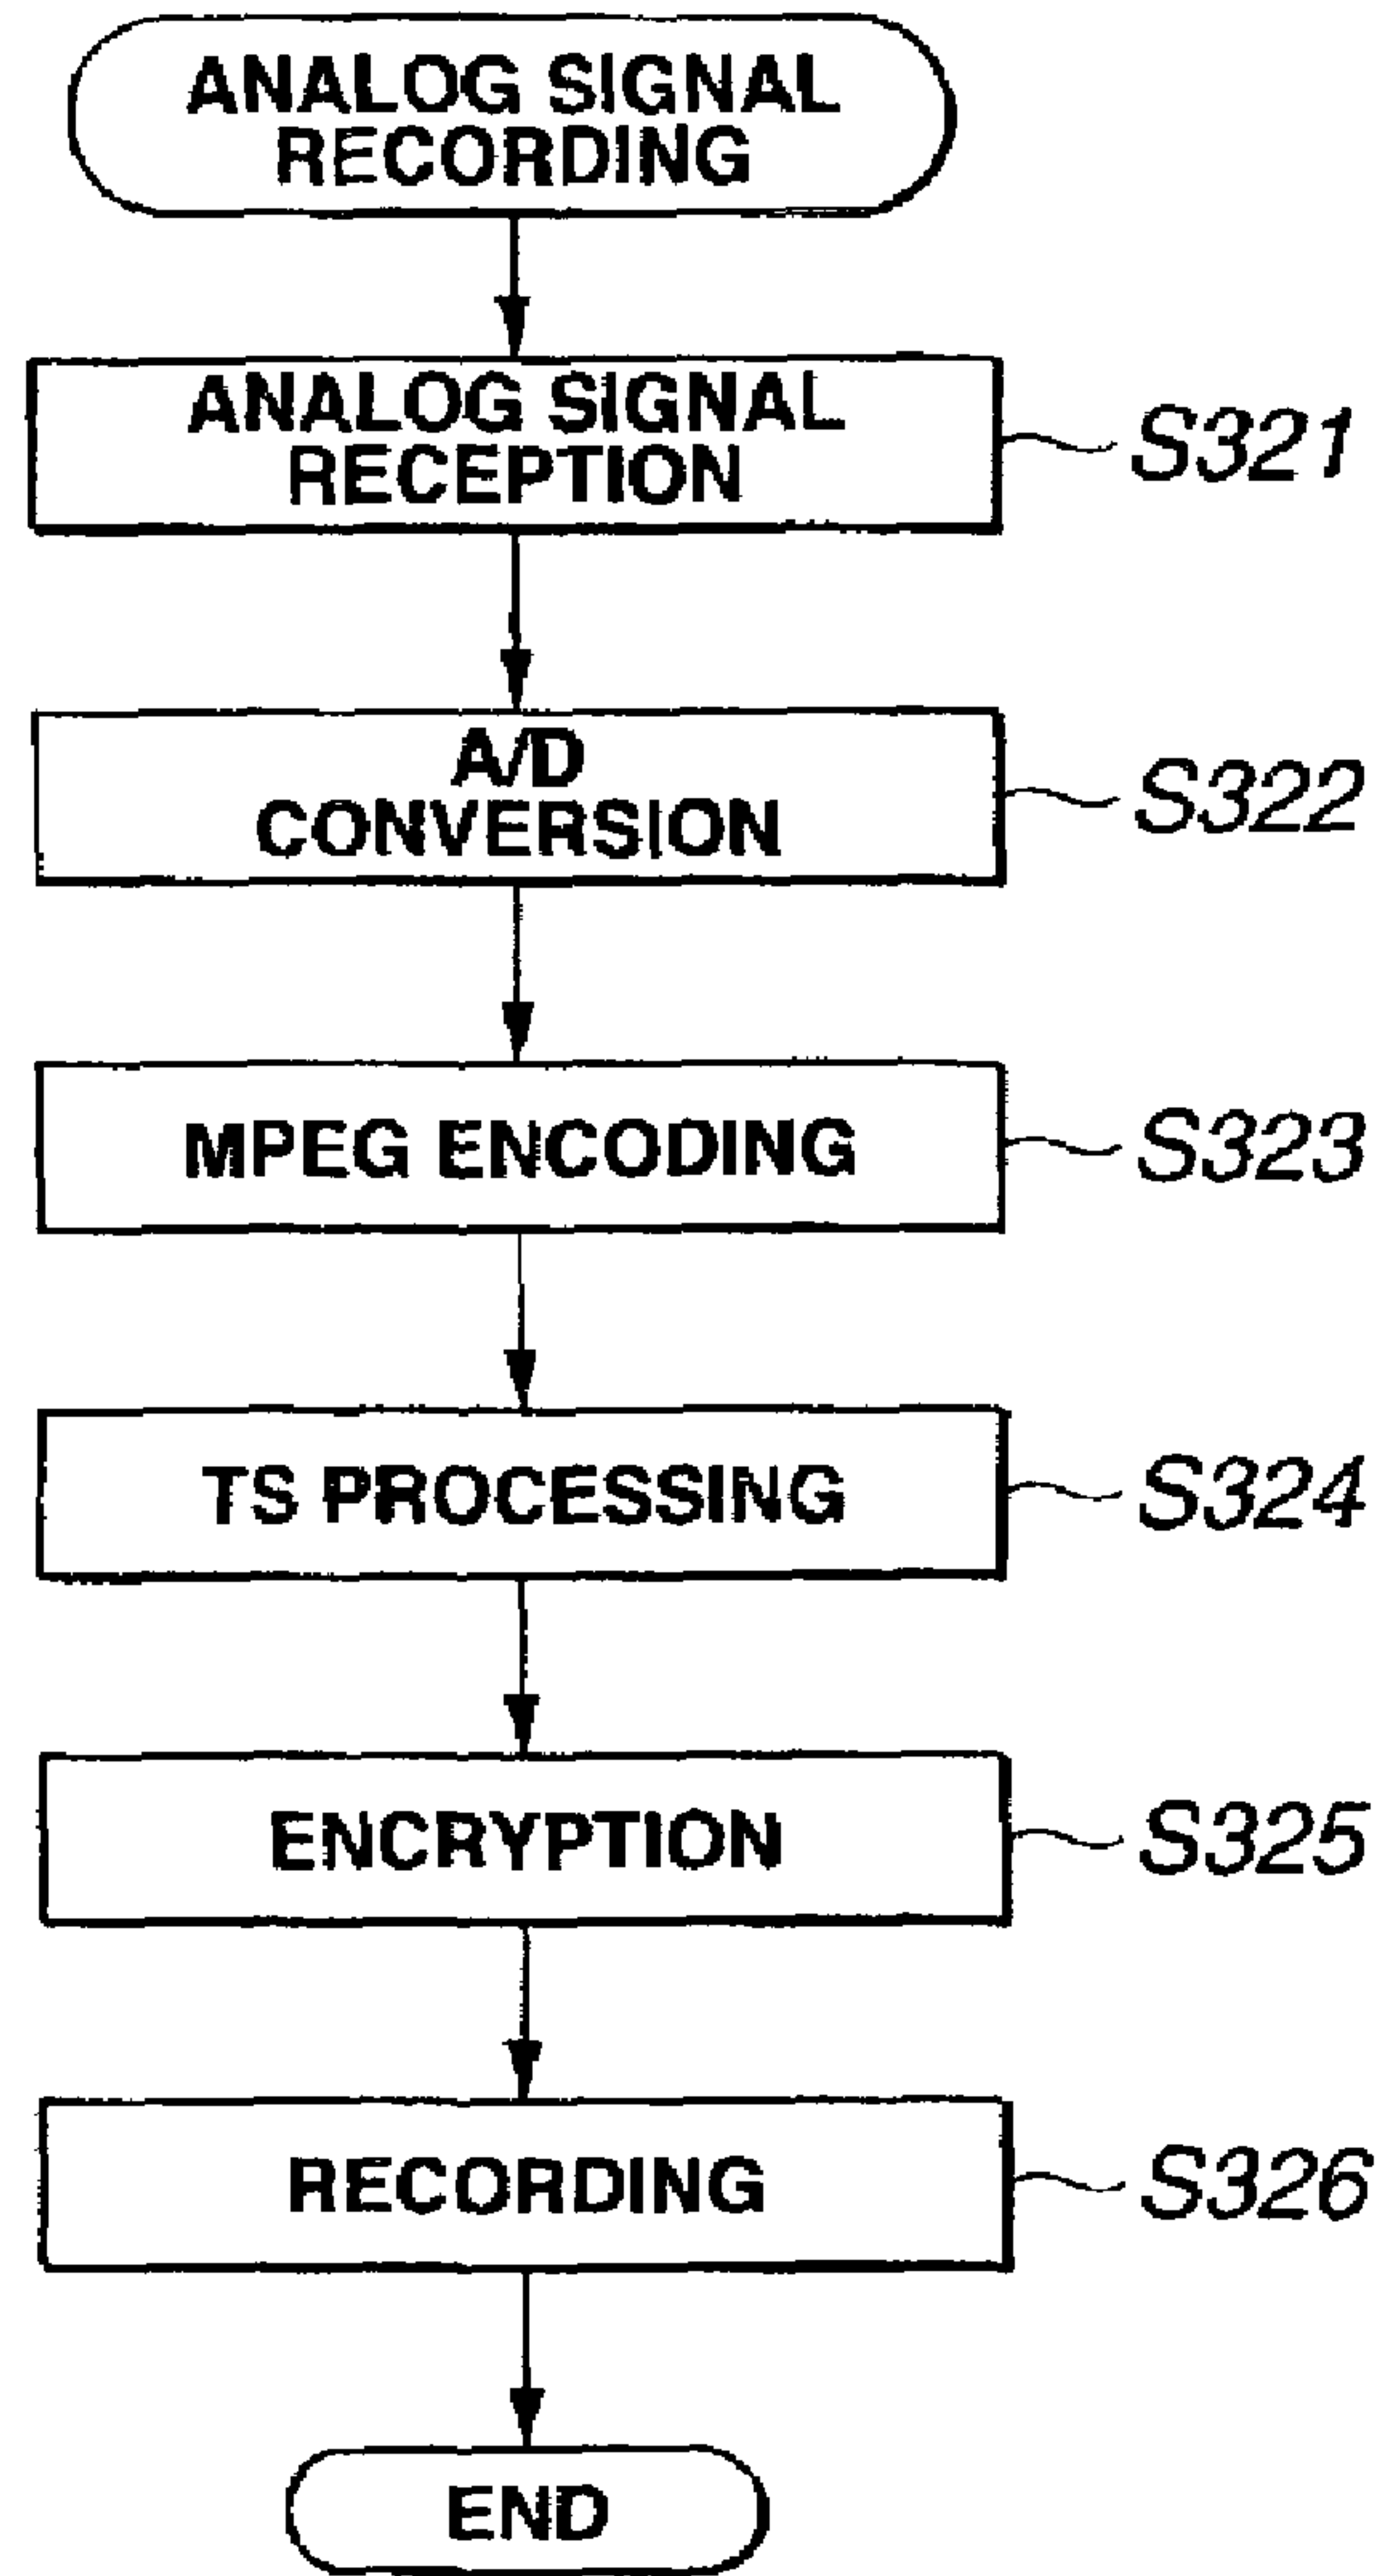 ANALOG SIGNAL
RECORDING
ANALOG SIGNAL
RECEPTION
S321
A/D
CONVERSION
S322
MPEG ENCODING
S323
TS PROCESSING
S324
ENCRYPTION
S325
RECORDING
S326
END